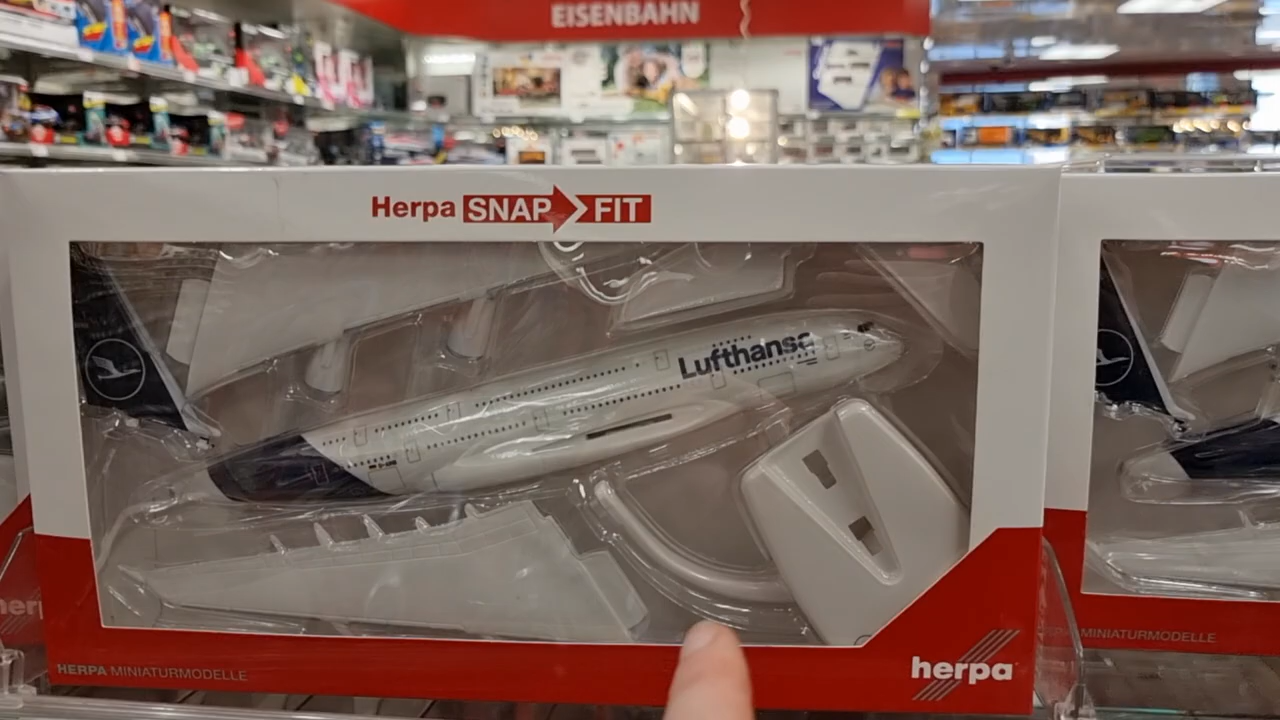 EISENBAHN
Herpa SNAP FIT
Lufthansa
HERPA MINIATURMODELLE
herpa
MINIATURMODELLE